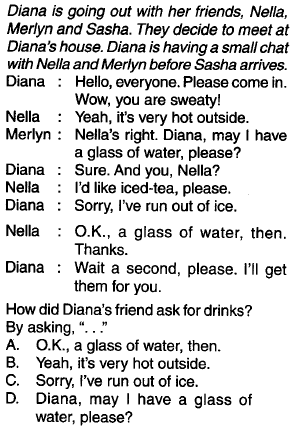 Diana is going out with her friends, Nella,
Merlyn and Sasha. They decide to meet at
Diana's house. Diana is having a small chat
with Nella and Merlyn before Sasha arrives.
Diana : Hello, everyone. Please come in.
Wow, you are sweaty!
Nella : Yeah, it's very hot outside.
Merlyn : Nella's right. Diana, may I have
a glass of water, please?
Diana : Sure. And you, Nella?
Nella : I'd like iced-tea, please.
Diana : Sorry, I've run out of ice.
Nella : O.K., a glass of water, then.
Thanks.
Diana : Wait a second, please. I'll get
them for you.
How did Diana's friend ask for drinks?
By asking, ". . ."
A. O.K., a glass of water, then.
B. Yeah, it's very hot outside.
C. Sorry, I've run out of ice.
D. Diana, may I have a glass of
water, please?